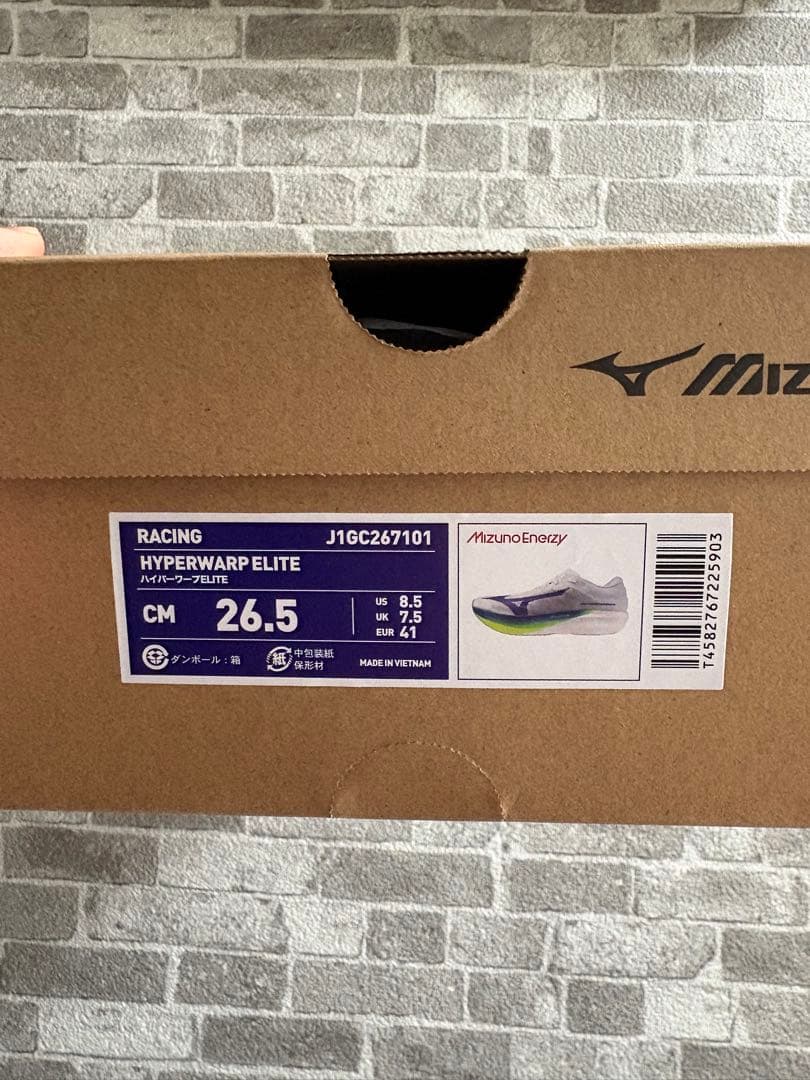 MIZ
RACING J1GC267101
HYPERWARP ELITE
ハイパーワープELITE
CM 26.5
US 8.5
UK 7.5
EUR 41
ダンボール：箱
紙 中包装紙
保形材
MADE IN VIETNAM
Mizuno Enerzy
T4582767225903